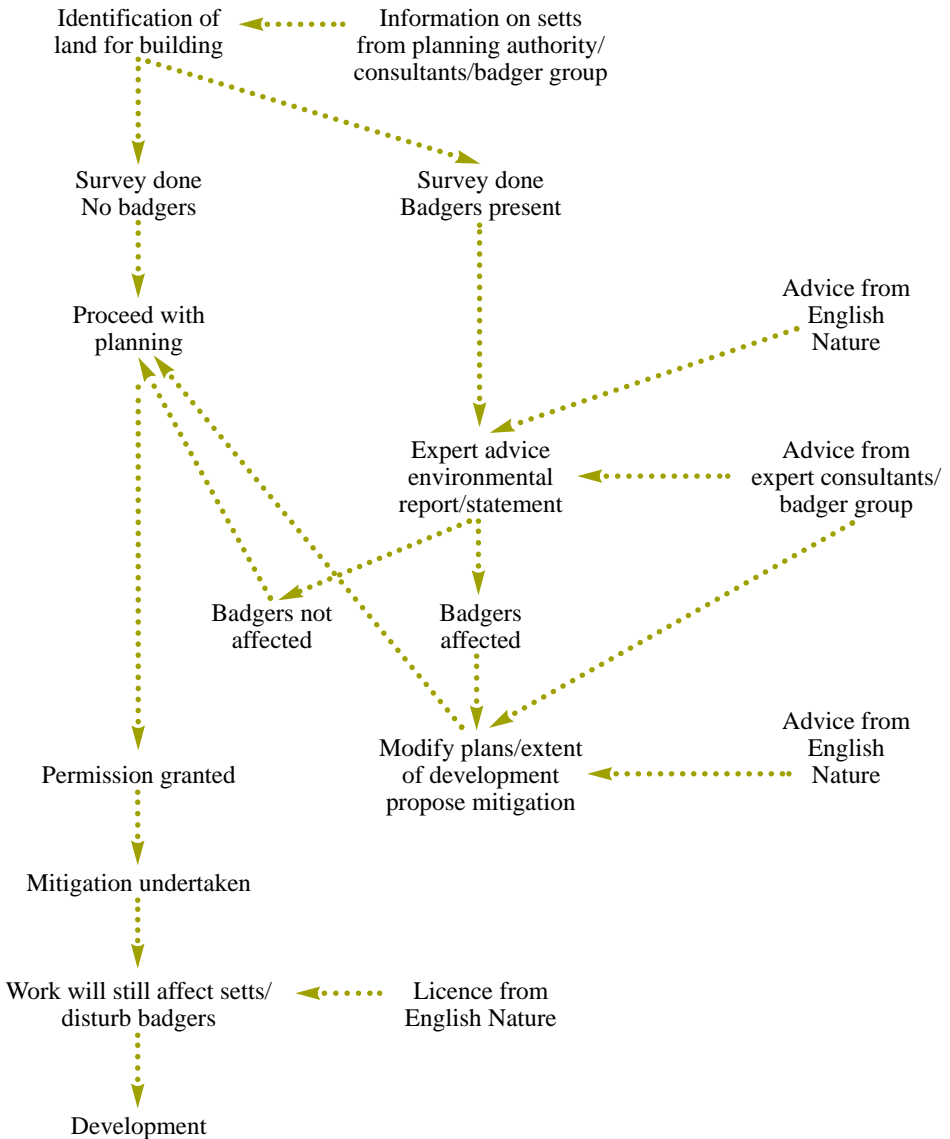 Identification of
land for building
Information on setts
from planning authority/
consultants/badger group
Survey done
No badgers
Survey done
Badgers present
Proceed with
planning
Advice from
English
Nature
Expert advice
environmental
report/statement
Advice from
expert consultants/
badger group
Badgers not
affected
Badgers
affected
Permission granted
Modify plans/extent
of development
propose mitigation
Advice from
English
Nature
Mitigation undertaken
Work will still affect setts/
disturb badgers
Licence from
English Nature
Development